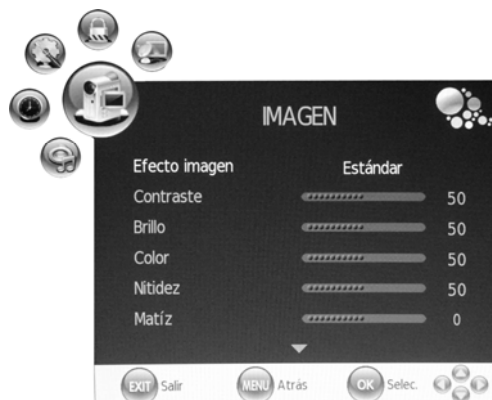 IMAGEN
Efecto imagen Estándar
Contraste 50
Brillo 50
Color 50
Nitidez 50
Matíz 0
EXIT Salir MENU Atrás OK Selec.